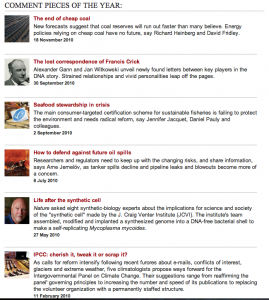 COMMENT PIECES OF THE YEAR:
The end of cheap coal
New forecasts suggest that coal reserves will run out faster than many believe. Energy
policies relying on cheap coal have no future, say Richard Heinberg and David Fridley.
18 November 2010
The lost correspondence of Francis Crick
Alexander Gann and Jan Witkowski unveil newly found letters between key players in the
DNA story. Strained relationships and vivid personalities leap off the pages.
30 September 2010
Seafood stewardship in crisis
The main consumer-targeted certification scheme for sustainable fisheries is failing to protect
the environment and needs radical reform, say Jennifer Jacquet, Daniel Pauly and
colleagues.
2 September 2010
How to defend against future oil spills
Researchers and regulators need to keep up with the changing risks, and share information,
says Arne Jernelöv, as tanker spills decline and pipeline leaks and blowouts become more of
a concern.
8 July 2010
Life after the synthetic cell
Nature asked eight synthetic-biology experts about the implications for science and society
of the "synthetic cell" made by the J. Craig Venter Institute (JCVI). The institute's team
assembled, modified and implanted a synthesized genome into a DNA-free bacterial shell to
make a self-replicating Mycoplasma mycoides.
27 May 2010
IPCC: cherish it, tweak it or scrap it?
As calls for reform intensify following recent furores about e-mails, conflicts of interest,
glaciers and extreme weather, five climatologists propose ways forward for the
Intergovernmental Panel on Climate Change. Their suggestions range from reaffirming the
panel' governing principles to increasing the number and speed of its publications to replacing
the volunteer organization with a permanently staffed structure.
11 February 2010